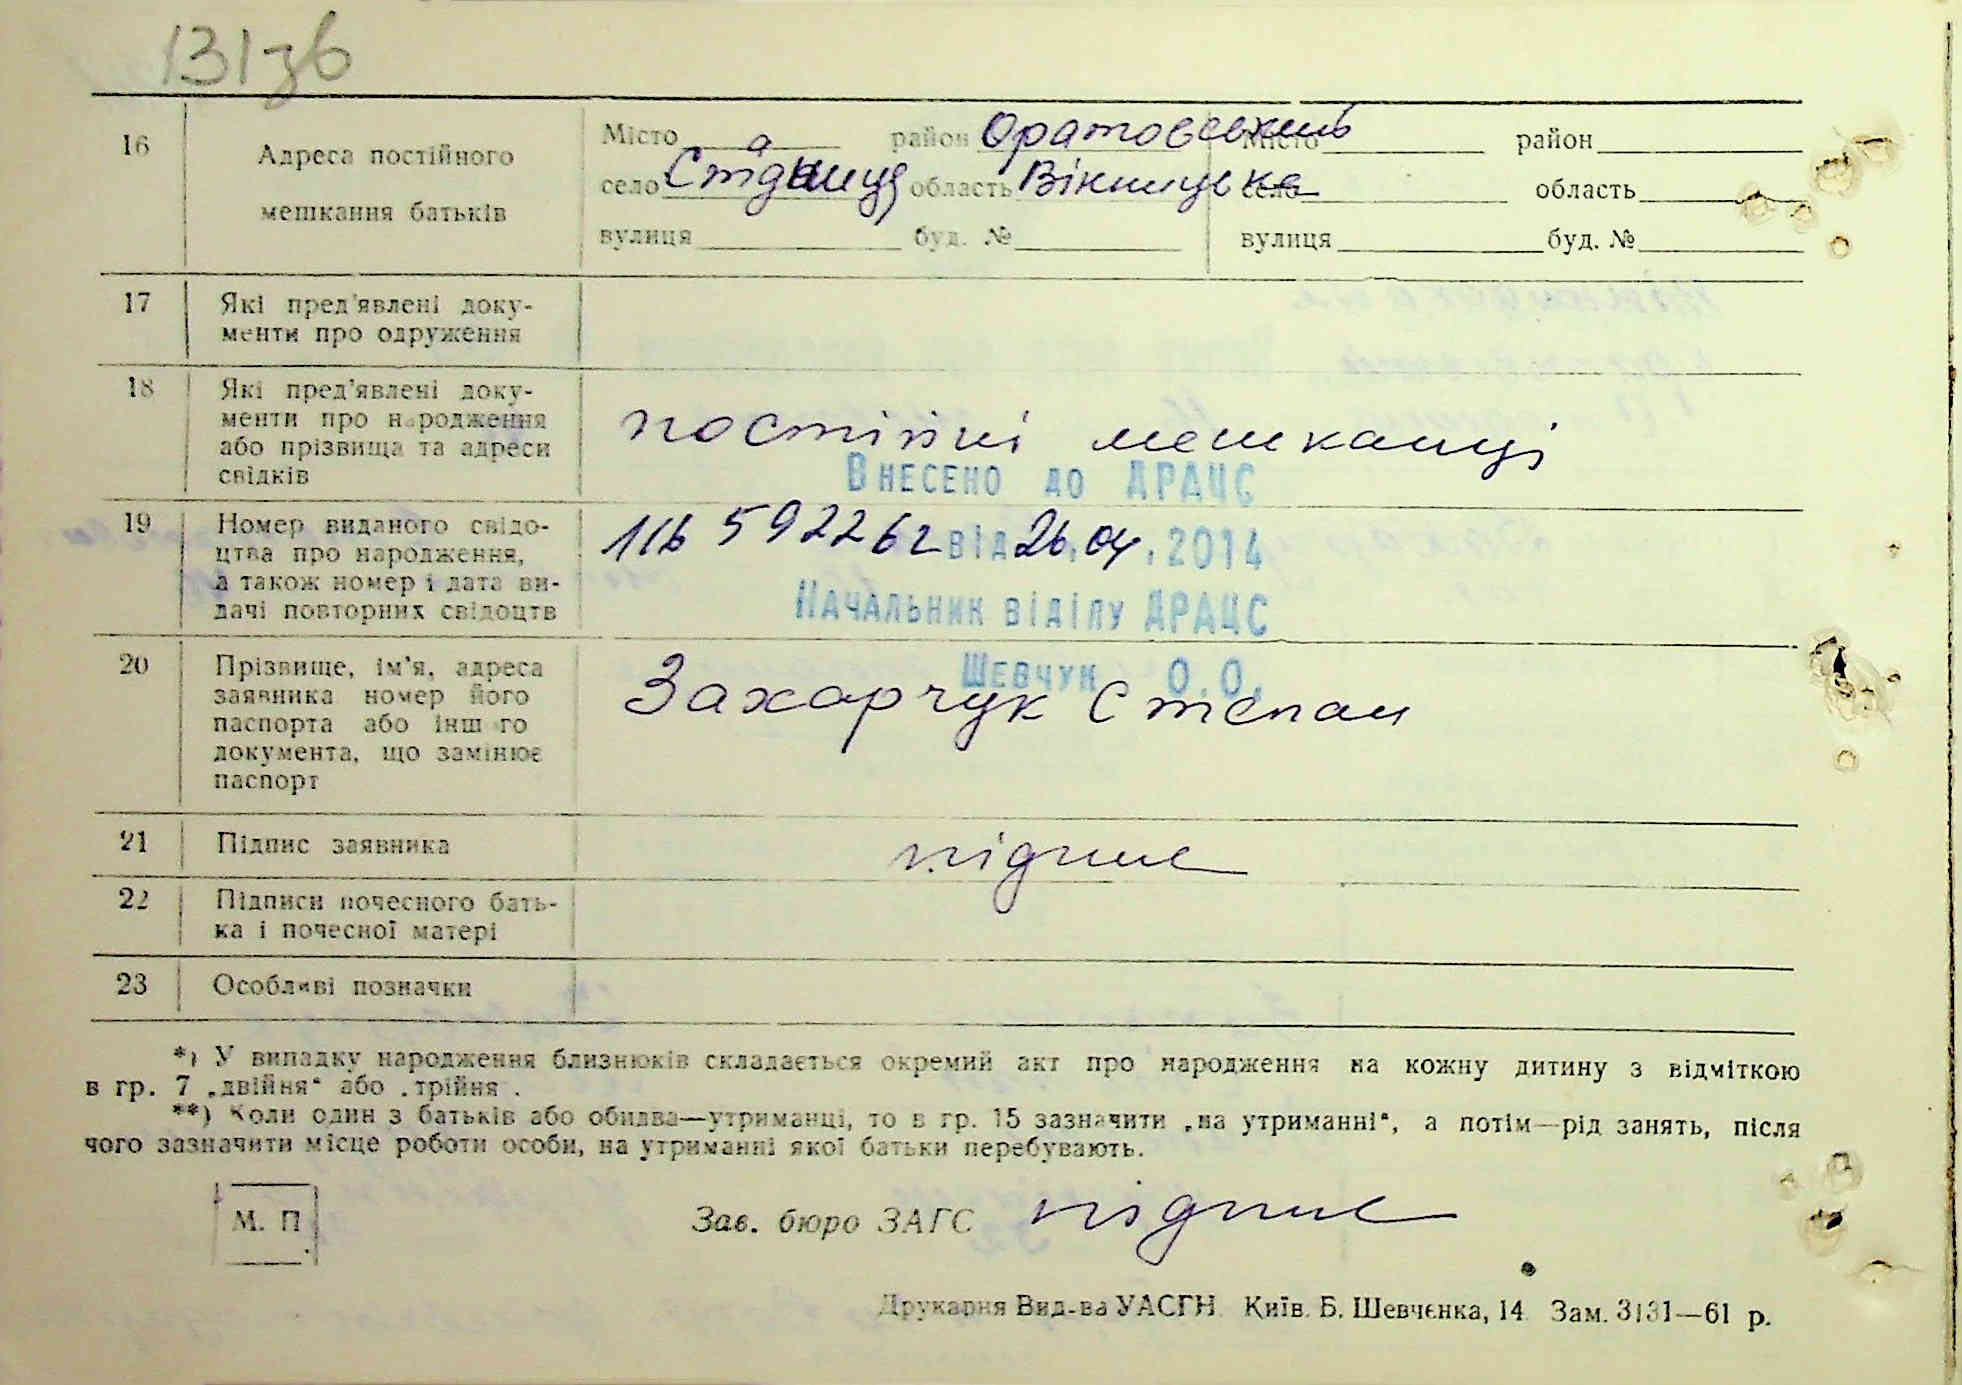 131зв
16 Адреса постійного мешкання батьків
Місто район Оратовський Місто район
село область Вінницька село область
вулиця буд. № вулиця буд. №
17 Які пред'явлені доку-
менти про одруження
18 Які пред'явлені доку-
менти про народження
або прізвища та адреси
свідків
постійні мешканці
Внесено до ДРАЦС
19 Номер виданого свідо-
цтва про народження,
а також номер і дата ви-
дачі повторних свідоцтв
592262 від 26.04.2014
Начальник відділу ДРАЦС
Шевчук О.О.
20 Прізвище, ім'я, адреса
заявника номер його
паспорта або іншого
документа, що замінює
паспорт
Захарчук Степан
21 Підпис заявника підпис
22 Підписи почесного бать-
ка і почесної матері
23 Особливі позначки
*) У випадку народження близнюків складається окремий акт про народження на кожну дитину з відміткою
в гр. 7 „двійня“ або „трійня“.
**) Коли один з батьків або обидва—утриманці, то в гр. 15 зазначити „на утриманні“, а потім—рід занять, після
чого зазначити місце роботи особи, на утриманні якої батьки перебувають.
М. П
Зав. бюро ЗАГС підпис
Друкарня Вид-ва УАСГН. Київ. Б. Шевченка, 14. Зам. 3131—61 р.